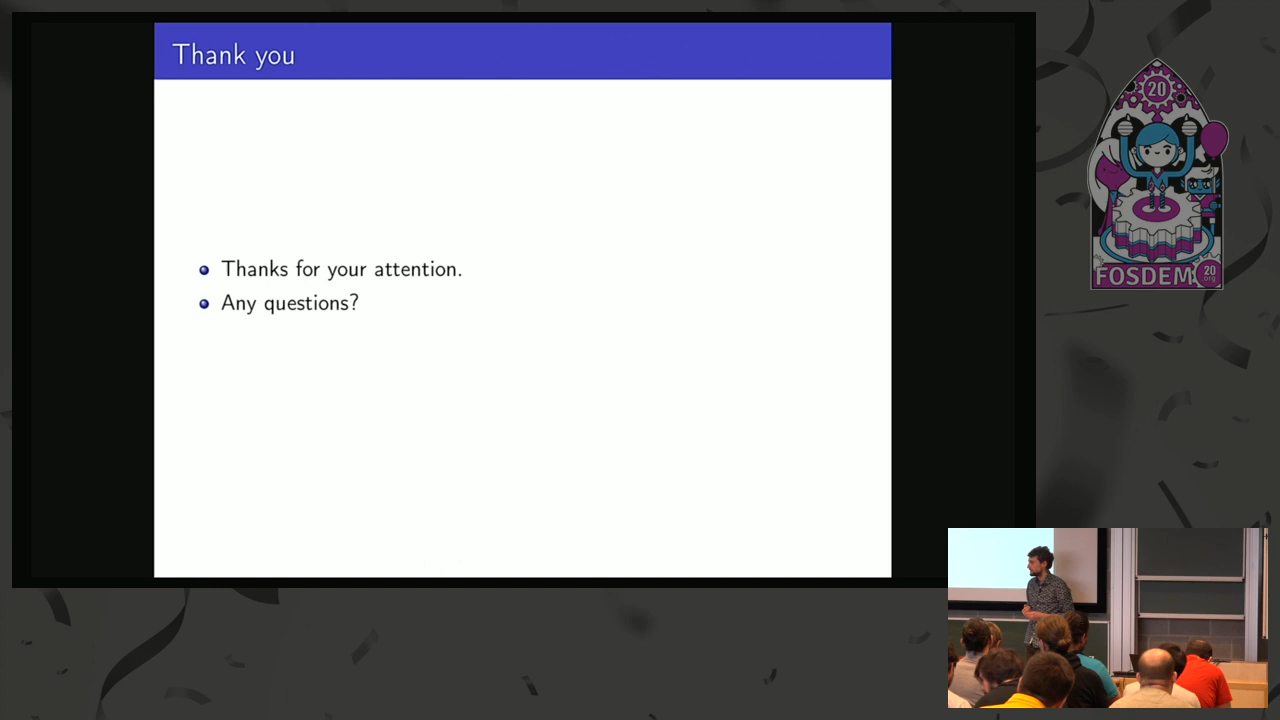 Thank you
Thanks for your attention.
Any questions?
20
FOSDEM
20
org